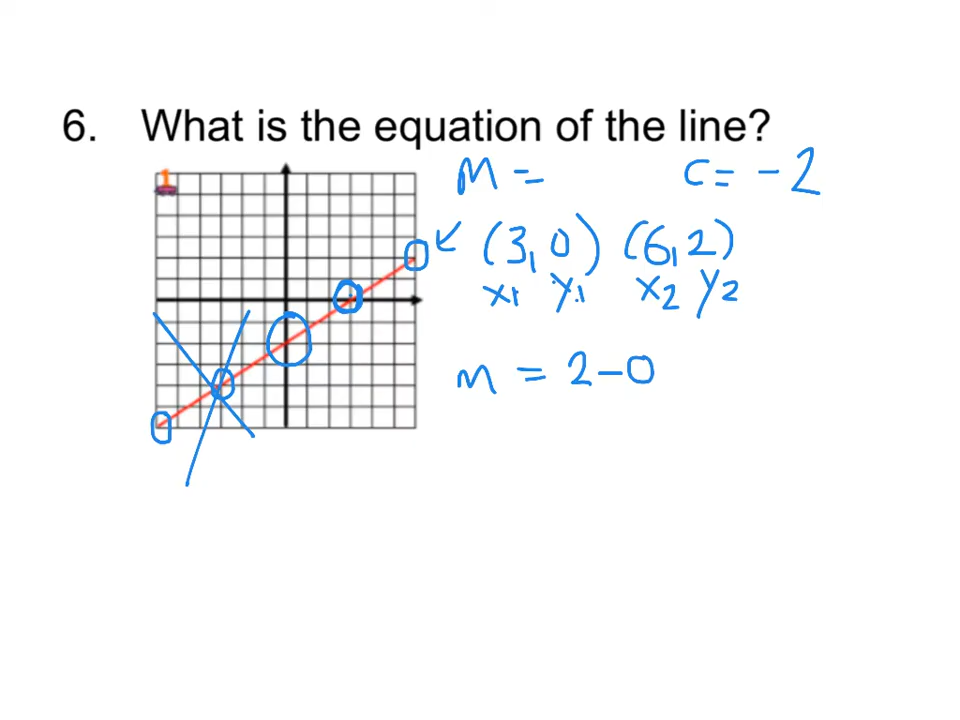 6. What is the equation of the line?
1
M = c = -2
(3, 0) (6, 2)
x1 y1 x2 y2
m = 2-0